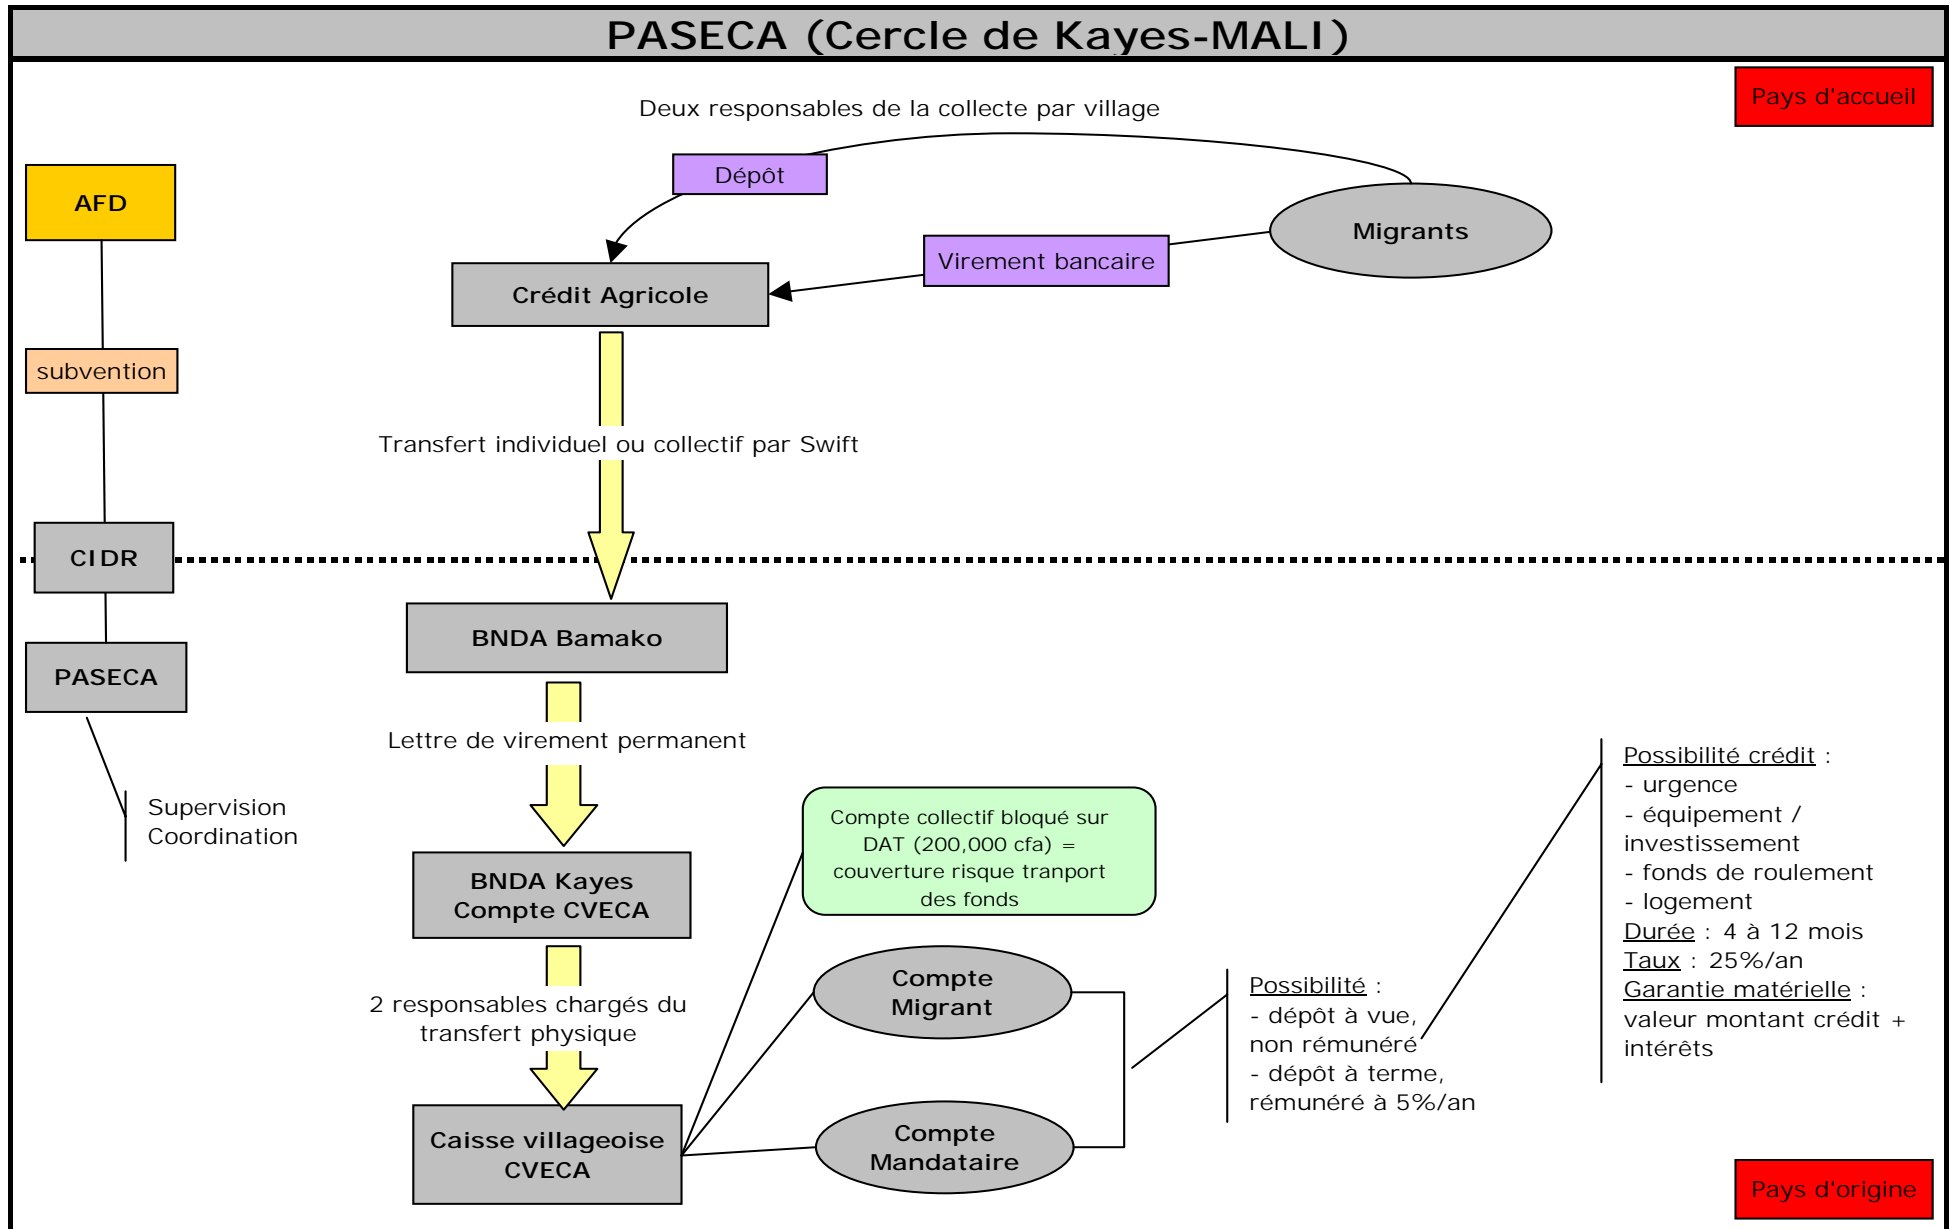 PASECA (Cercle de Kayes-MALI)
Pays d'accueil
Deux responsables de la collecte par village
Dépôt
AFD
Migrants
Virement bancaire
Crédit Agricole
subvention
Transfert individuel ou collectif par Swift
CIDR
BNDA Bamako
PASECA
Lettre de virement permanent
Supervision
Coordination
Compte collectif bloqué sur
DAT (200,000 cfa) =
couverture risque tranport
des fonds
BNDA Kayes
Compte CVECA
2 responsables chargés du
transfert physique
Compte
Migrant
Caisse villageoise
CVECA
Compte
Mandataire
Possibilité :
- dépôt à vue,
non rémunéré
- dépôt à terme,
rémunéré à 5%/an
Possibilité crédit :
- urgence
- équipement /
investissement
- fonds de roulement
- logement
Durée : 4 à 12 mois
Taux : 25%/an
Garantie matérielle :
valeur montant crédit +
intérêts
Pays d'origine